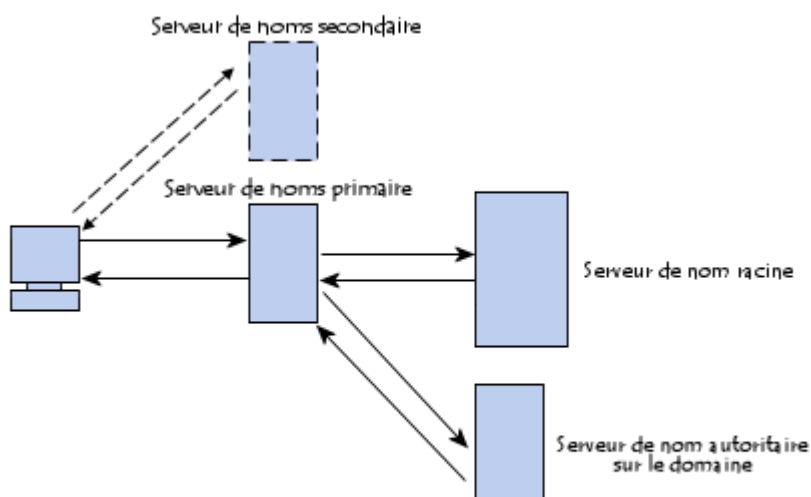 Serveur de noms secondaire
Serveur de noms primaire
Serveur de nom racine
Serveur de nom autoritaire
sur le domaine